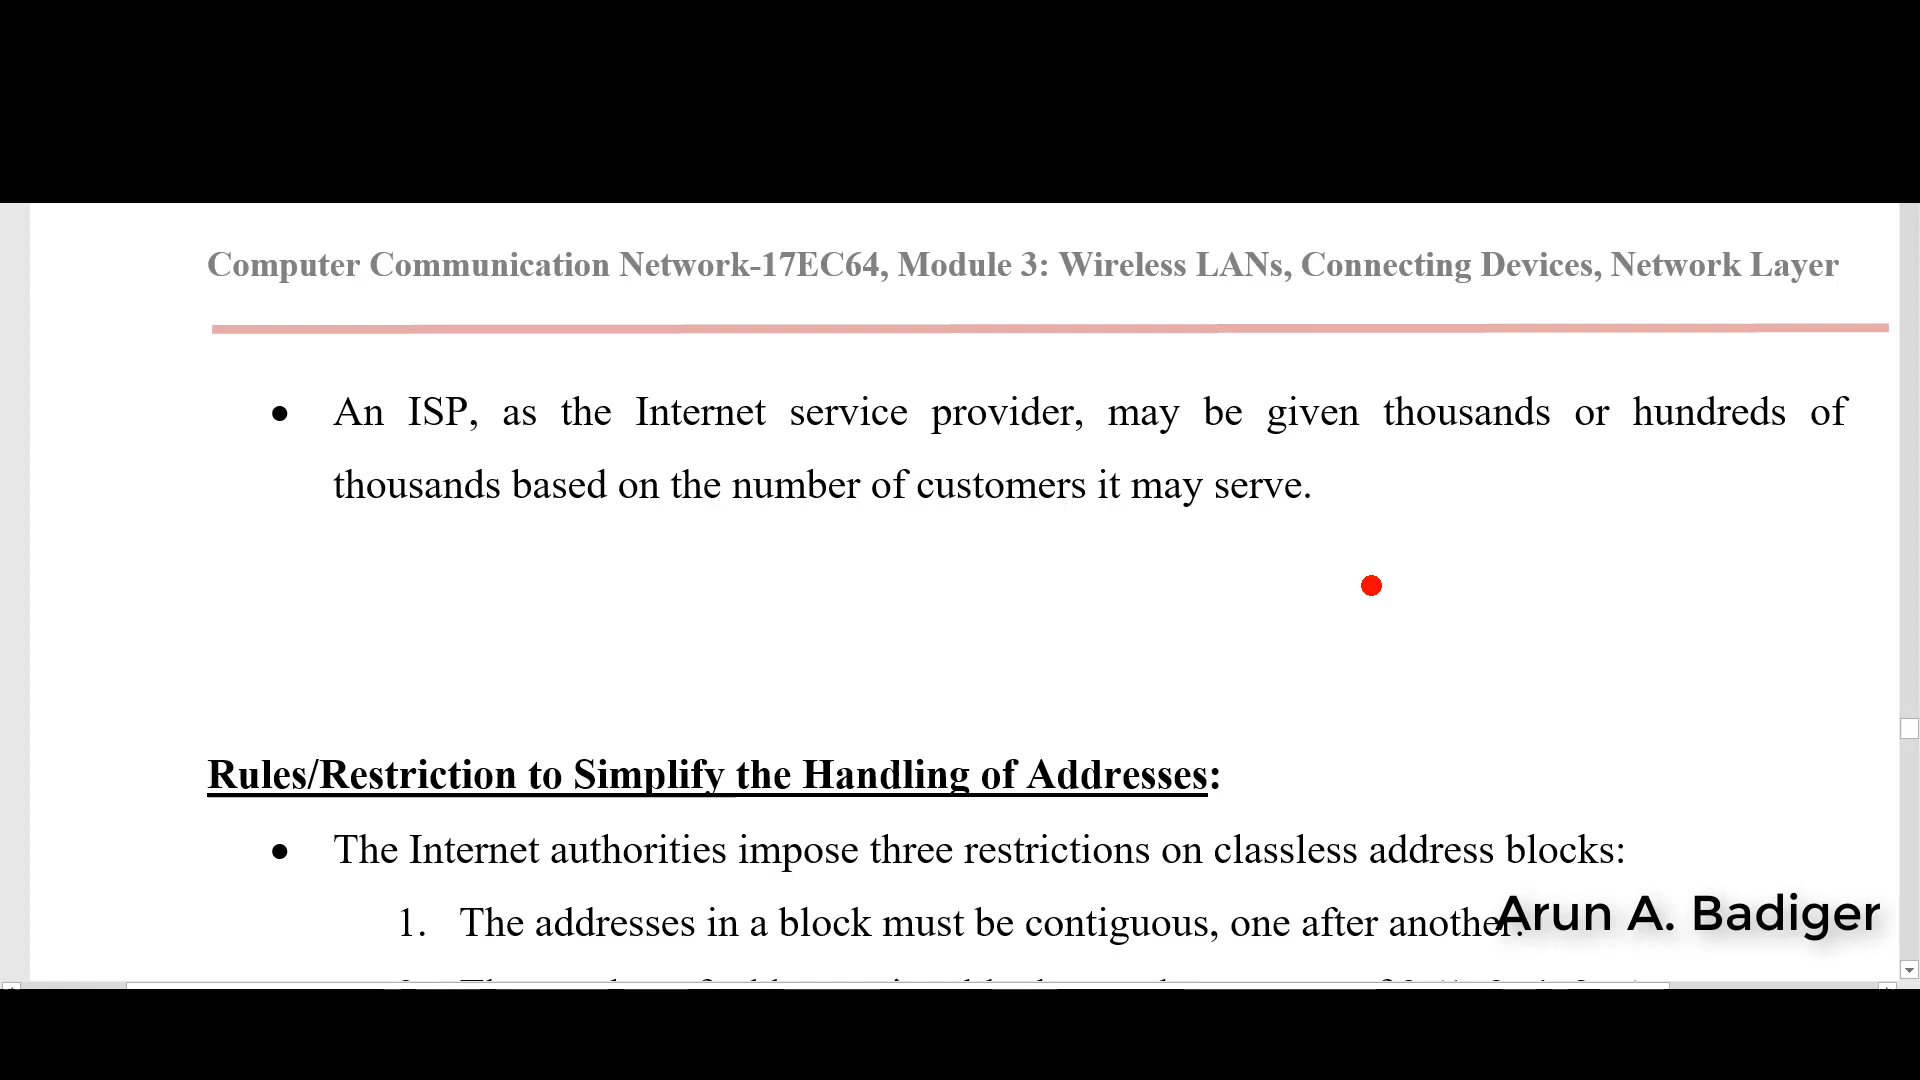 Computer Communication Network-17EC64, Module 3: Wireless LANs, Connecting Devices, Network Layer
• An ISP, as the Internet service provider, may be given thousands or hundreds of
thousands based on the number of customers it may serve.
Rules/Restriction to Simplify the Handling of Addresses:
• The Internet authorities impose three restrictions on classless address blocks:
1. The addresses in a block must be contiguous, one after another.
Arun A. Badiger